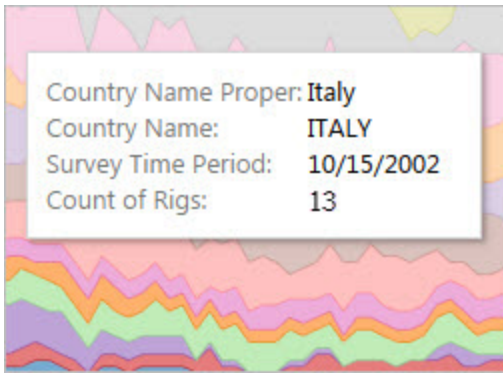 Country Name Proper: Italy
Country Name: ITALY
Survey Time Period: 10/15/2002
Count of Rigs: 13